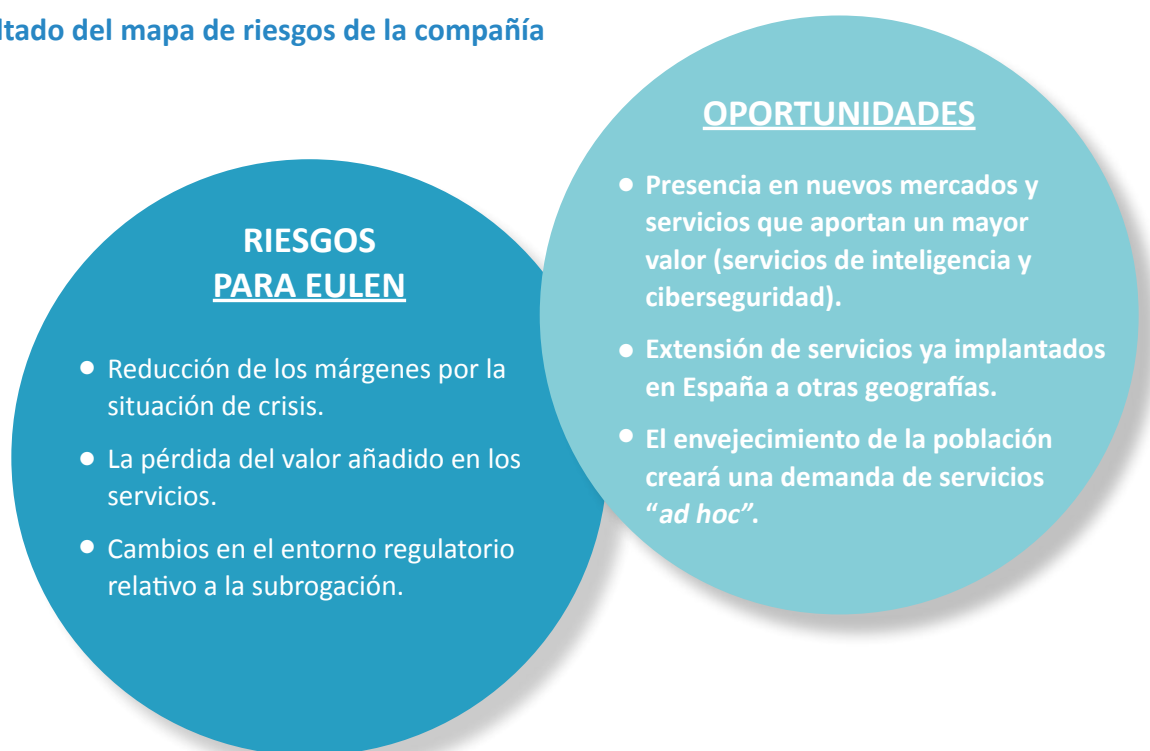 ltado del mapa de riesgos de la compañía
RIESGOS
PARA EULEN
• Reducción de los márgenes por la
situación de crisis.
• La pérdida del valor añadido en los
servicios.
• Cambios en el entorno regulatorio
relativo a la subrogación.
OPORTUNIDADES
• Presencia en nuevos mercados y
servicios que aportan un mayor
valor (servicios de inteligencia y
ciberseguridad).
• Extensión de servicios ya implantados
en España a otras geografías.
• El envejecimiento de la población
creará una demanda de servicios
“ad hoc”.